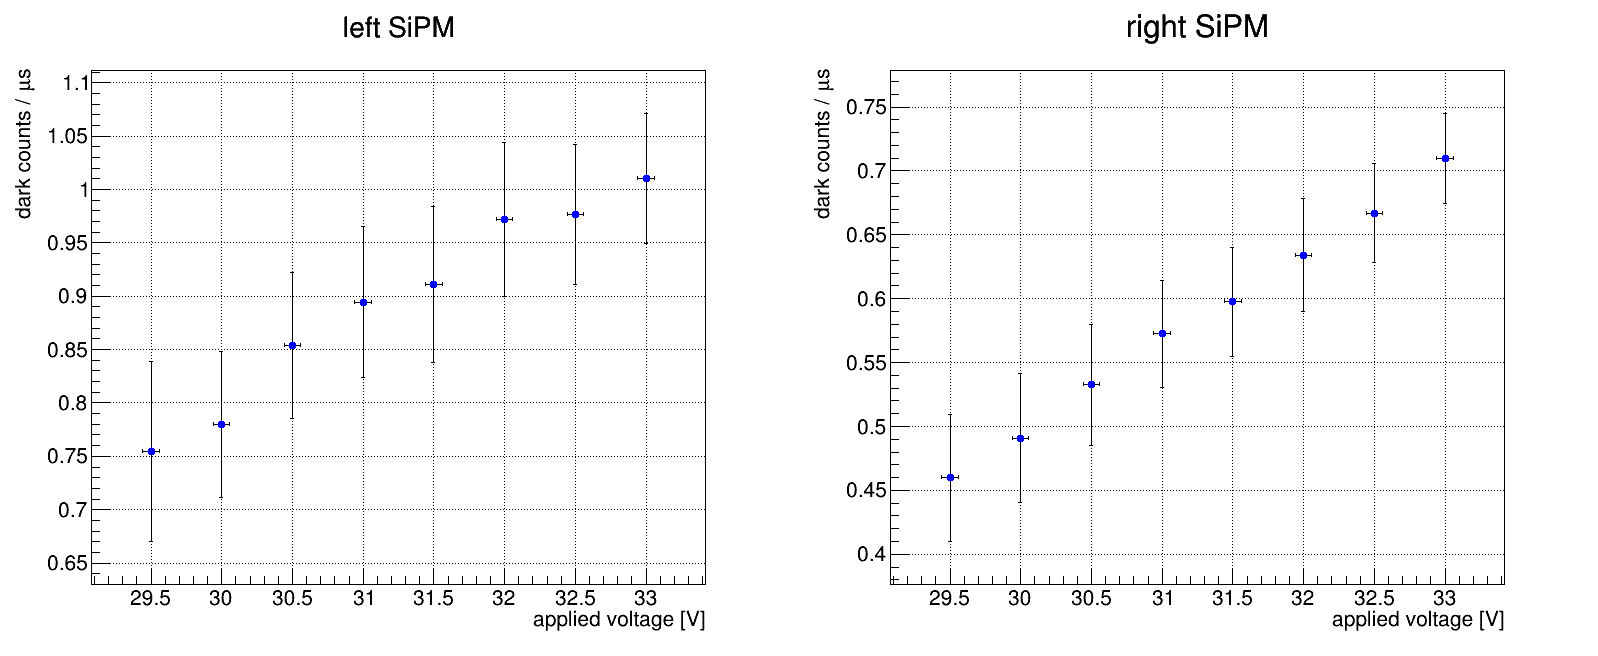 left SiPM
dark counts / μs
1.1
1.05
1
0.95
0.9
0.85
0.8
0.75
0.7
0.65
29.5 30 30.5 31 31.5 32 32.5 33
applied voltage [V]
right SiPM
dark counts / μs
0.75
0.7
0.65
0.6
0.55
0.5
0.45
0.4
29.5 30 30.5 31 31.5 32 32.5 33
applied voltage [V]